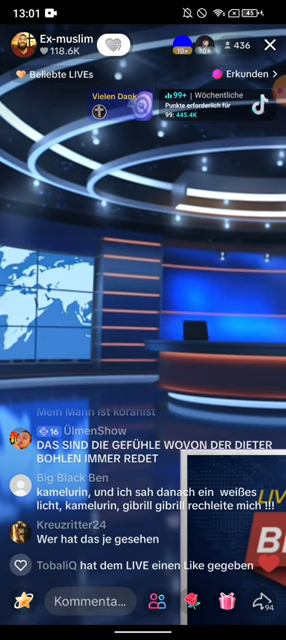 13:01
45
Ex-muslim
118.6K
10+
10+
436
Beliebte LIVEs
Erkunden
Vielen Dank
99+ | Wöchentliche
Punkte erforderlich für
99: 445.4K
Mein Mann ist koranist
16 ÜlmenShow
DAS SIND DIE GEFÜHLE WOVON DER DIETER
BOHLEN IMMER REDET
Big Black Ben
kamelurin, und ich sah danach ein weißes
licht, kamelurin, gibrill gibrill rechleite mich !!!
LIV
Kreuzritter24
Wer hat das je gesehen
TobaliQ hat dem LIVE einen Like gegeben
Kommenta...
94